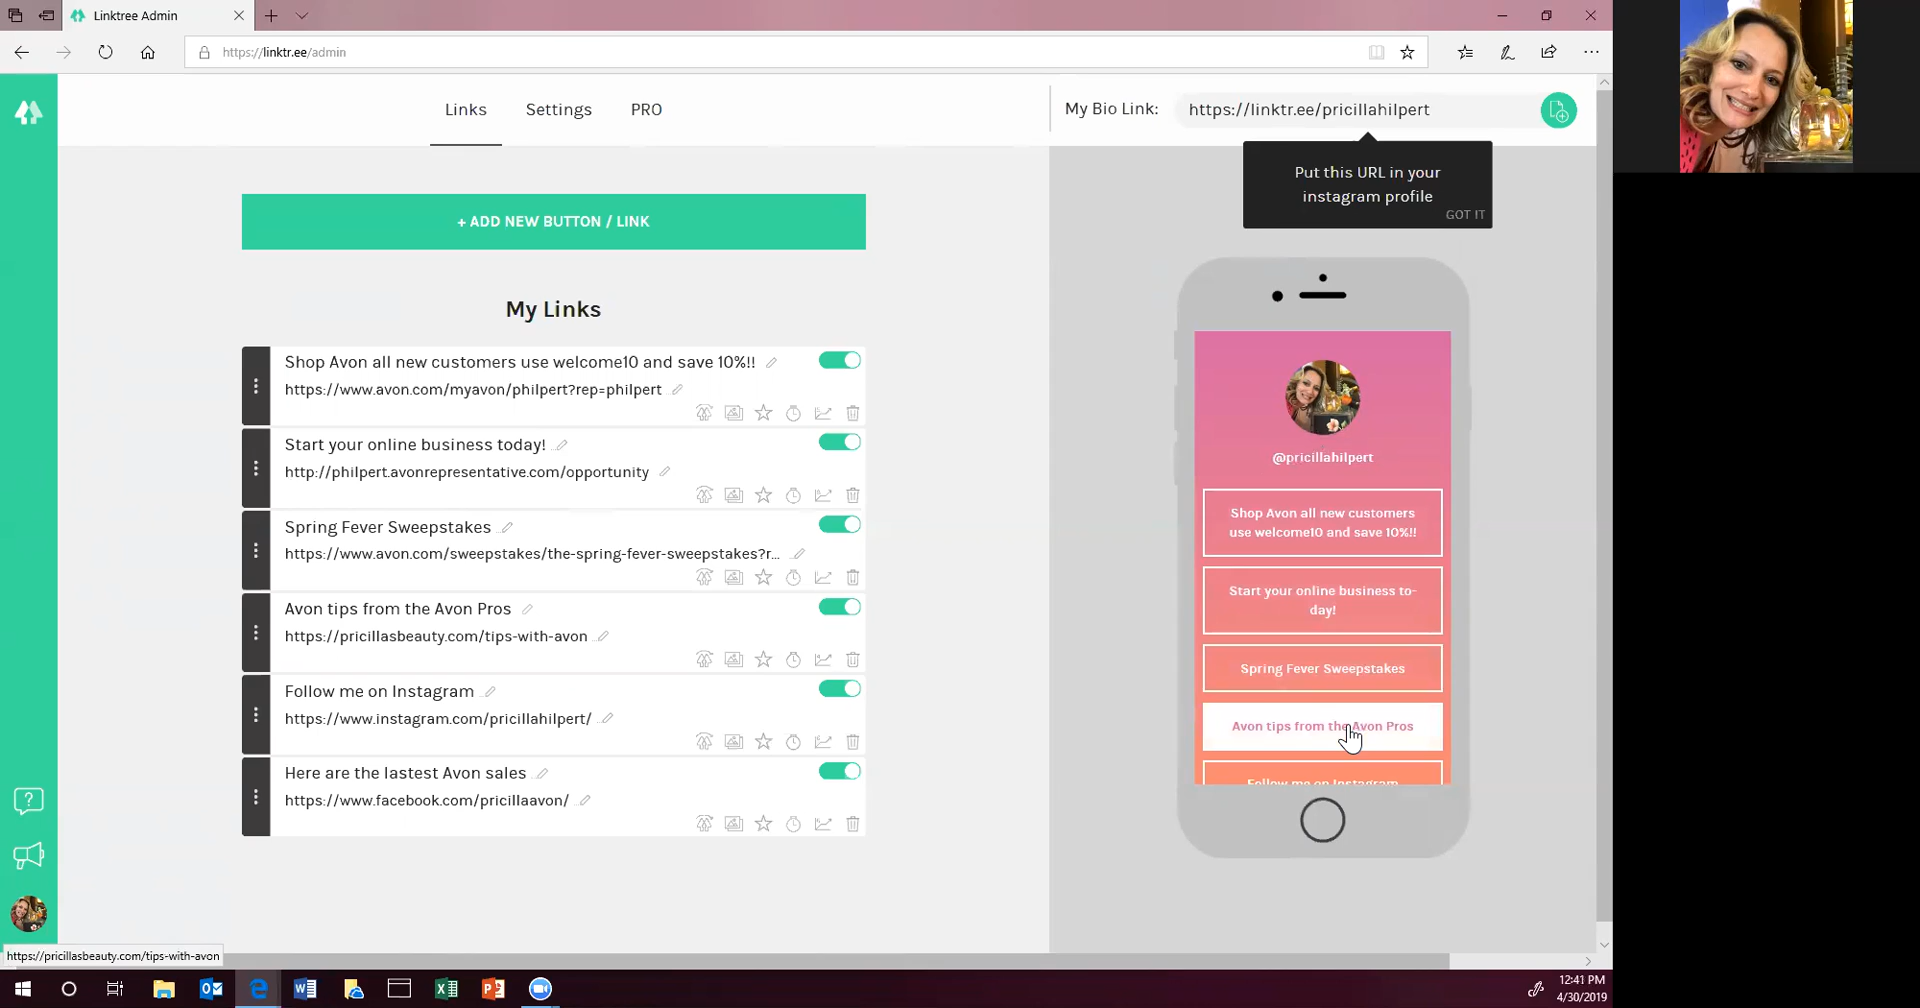 Linktree Admin
https://linktr.ee/admin
Links
Settings
PRO
My Bio Link:
https://linktr.ee/pricillahilpert
Put this URL in your
instagram profile
GOT IT
+ ADD NEW BUTTON / LINK
My Links
Shop Avon all new customers use welcome10 and save 10%!!
https://www.avon.com/myavon/philpert?rep=philpert
Start your online business today!
http://philpert.avonrepresentative.com/opportunity
Spring Fever Sweepstakes
https://www.avon.com/sweepstakes/the-spring-fever-sweepstakes?r...
Avon tips from the Avon Pros
https://pricillasbeauty.com/tips-with-avon
Follow me on Instagram
https://www.instagram.com/pricillahilpert/
Here are the lastest Avon sales
https://www.facebook.com/pricillaavon/
@pricillahilpert
Shop Avon all new customers
use welcome10 and save 10%!!
Start your online business to-
day!
Spring Fever Sweepstakes
Avon tips from the Avon Pros
Follow me on Instagram
https://pricillasbeauty.com/tips-with-avon
12:41 PM
4/30/2019